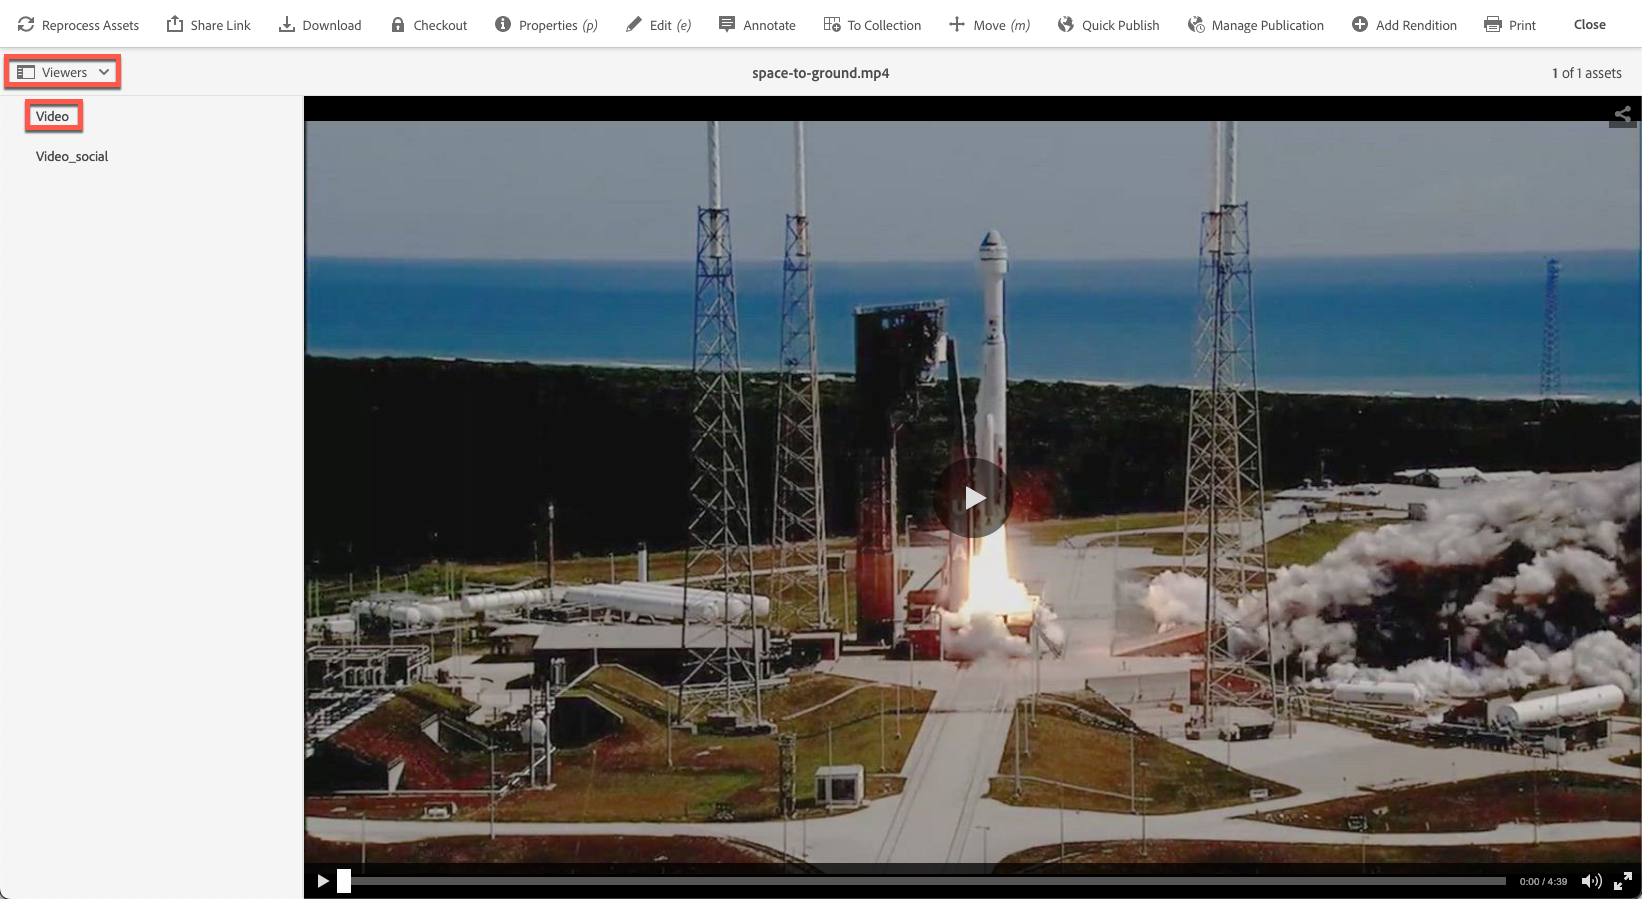 Reprocess Assets Share Link Download Checkout Properties (p) Edit (e) Annotate To Collection Move (m) Quick Publish Manage Publication Add Rendition Print Close
Viewers space-to-ground.mp4 1 of 1 assets
Video
Video_social
0:00 / 4:39